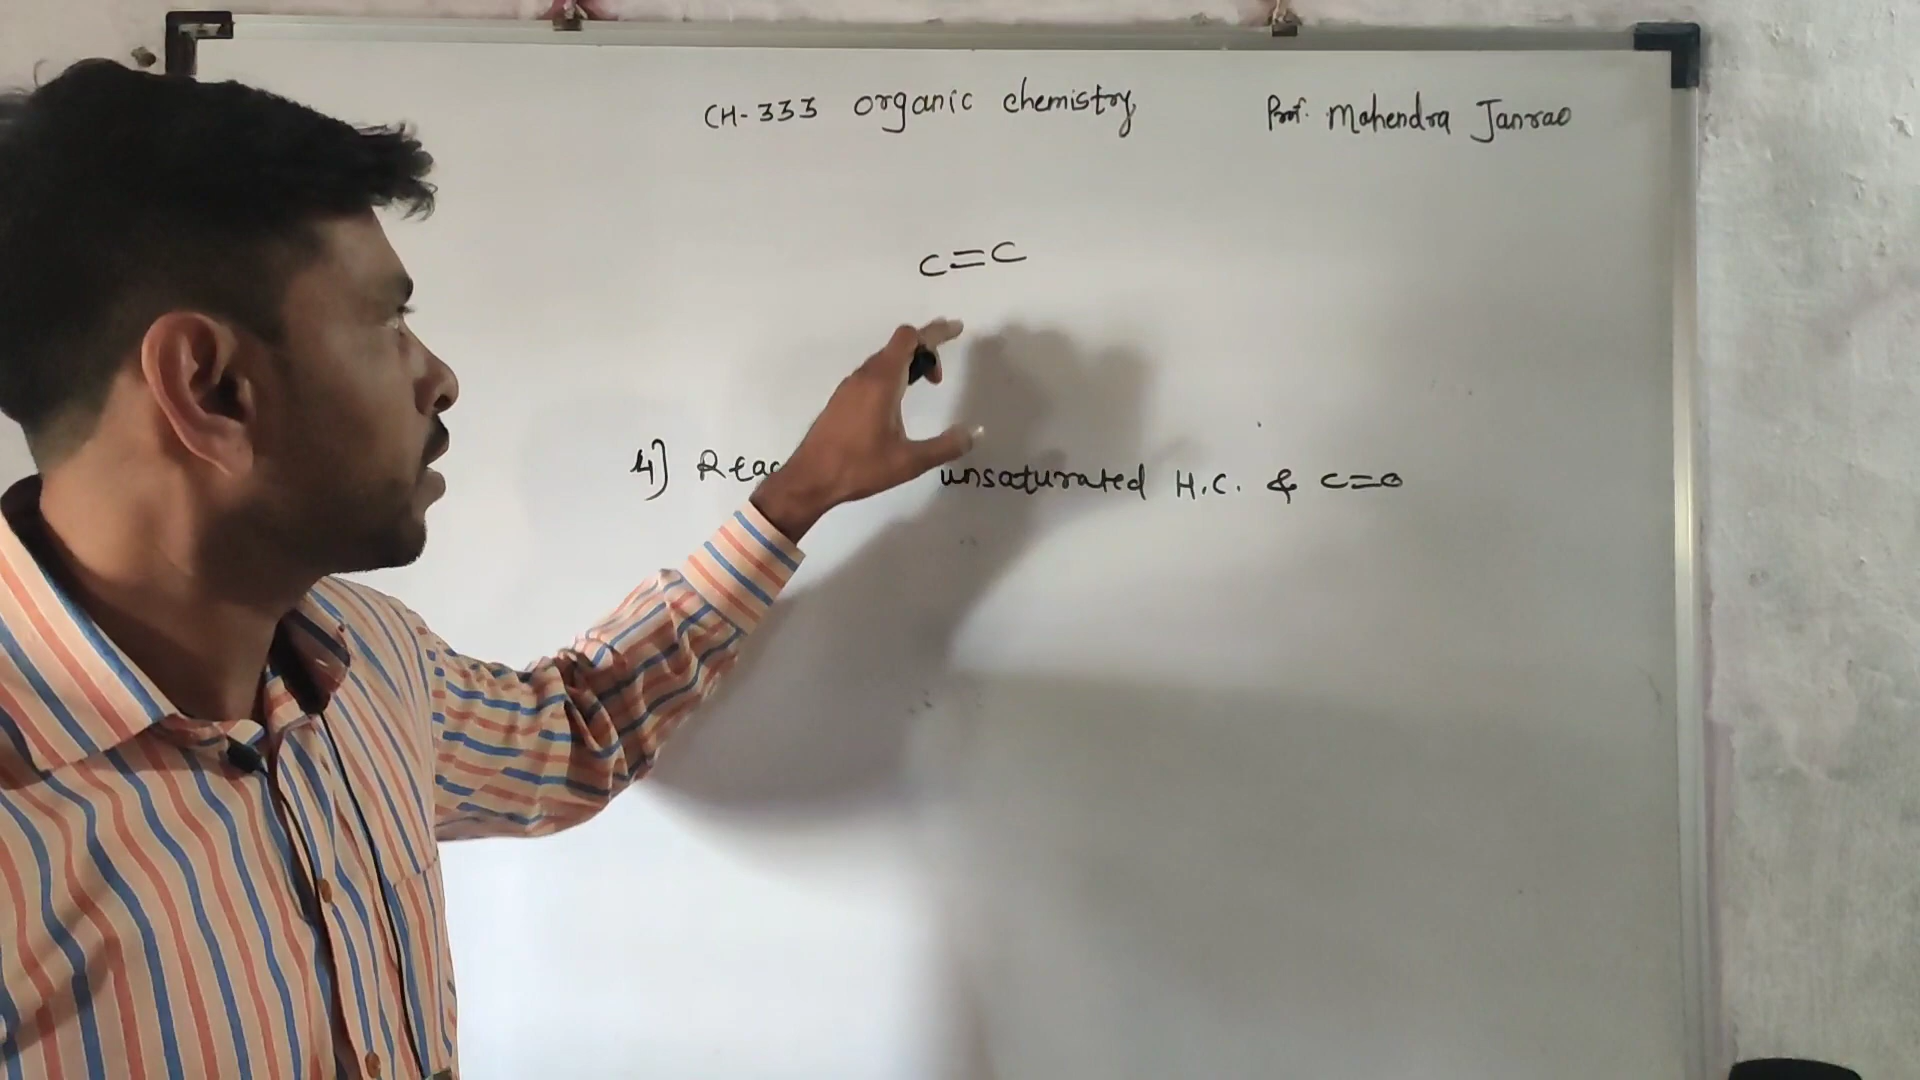 CH-333 organic chemistry Prof. Mahendra Janrao
C=C
4] Reac unsaturated H.C. & C=O